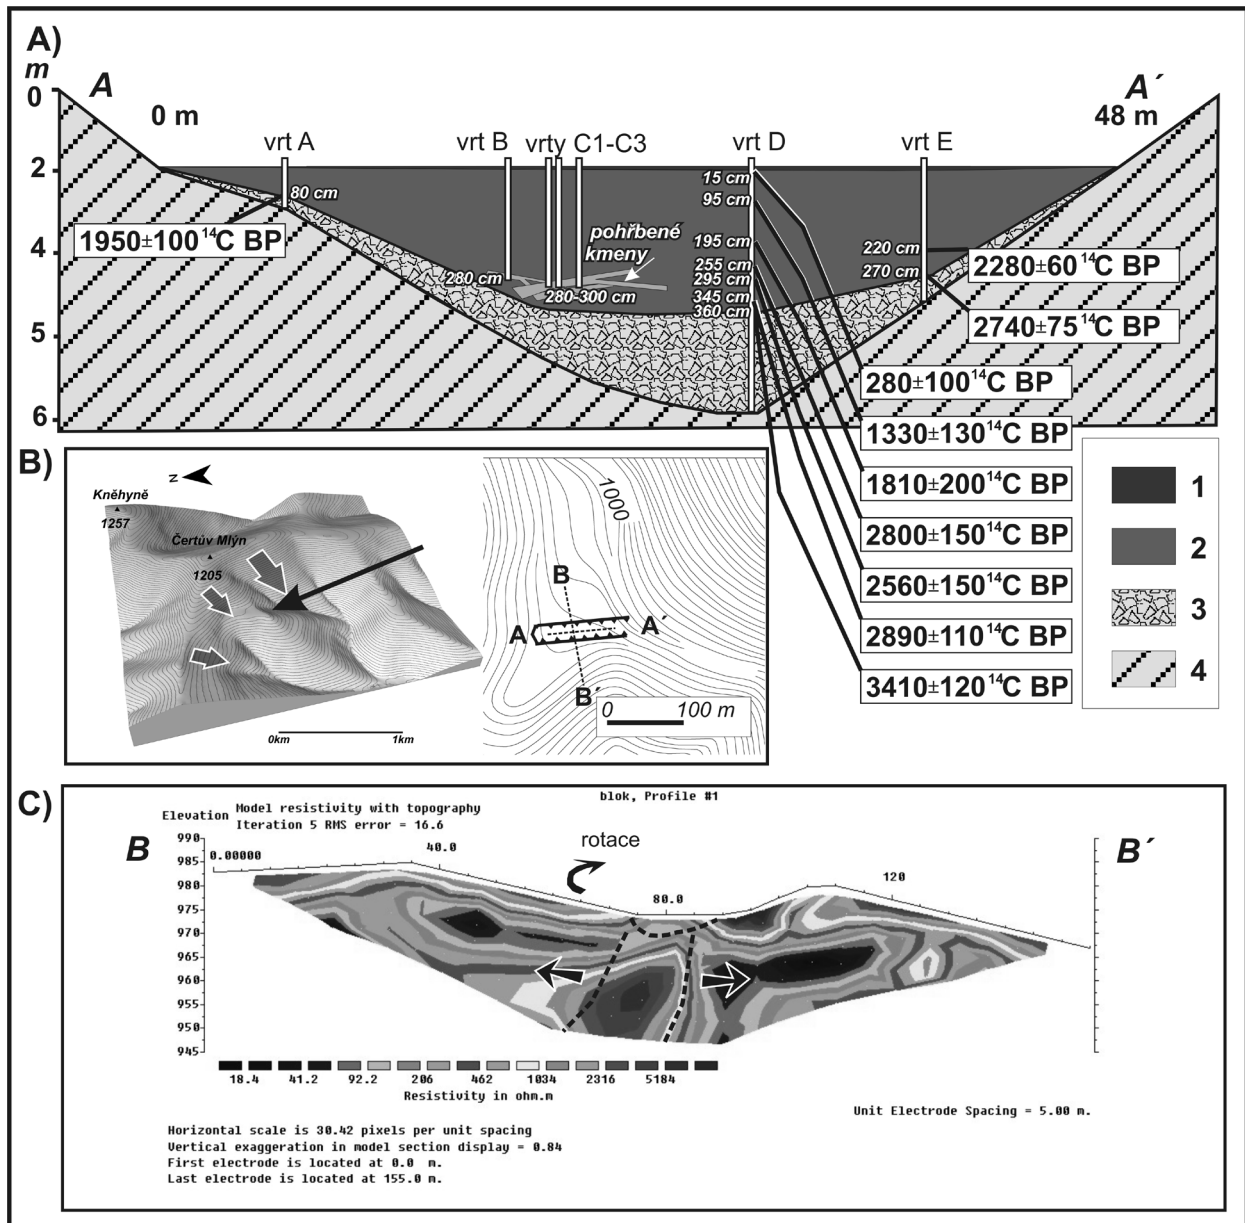 A)
m
A
A´
0
0 m
48 m
vrt A
vrt B
vrty C1-C3
vrt D
vrt E
2
4
5
6
80 cm
1950±100 ¹⁴C BP
280 cm
pohřbené
kmeny
280-300 cm
15 cm
95 cm
195 cm
255 cm
295 cm
345 cm
360 cm
220 cm
270 cm
2280±60 ¹⁴C BP
2740±75 ¹⁴C BP
280±100 ¹⁴C BP
1330±130 ¹⁴C BP
1810±200 ¹⁴C BP
2800±150 ¹⁴C BP
2560±150 ¹⁴C BP
2890±110 ¹⁴C BP
3410±120 ¹⁴C BP
1
2
3
4
B)
N
Kněhyně
1257
Čertův Mlýn
1205
0km 1km
1000
B
A
A´
B´
0 100 m
C)
blok, Profile #1
Elevation
Model resistivity with topography
Iteration 5 RMS error = 16.6
B
B´
rotace
990
985
980
975
970
965
960
955
950
945
0.00000
40.0
80.0
120
18.4 41.2 92.2 206 462 1034 2316 5184
Resistivity in ohm.m
Unit Electrode Spacing = 5.00 m.
Horizontal scale is 30.42 pixels per unit spacing
Vertical exaggeration in model section display = 0.84
First electrode is located at 0.0 m.
Last electrode is located at 155.0 m.